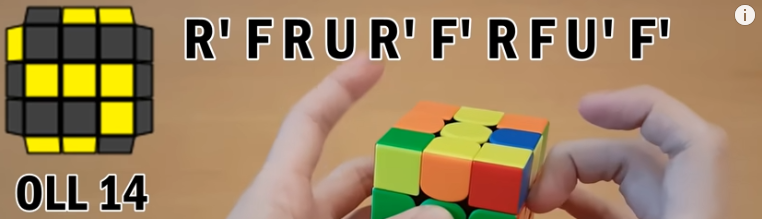 R' F R U R' F' R F U' F'
OLL 14